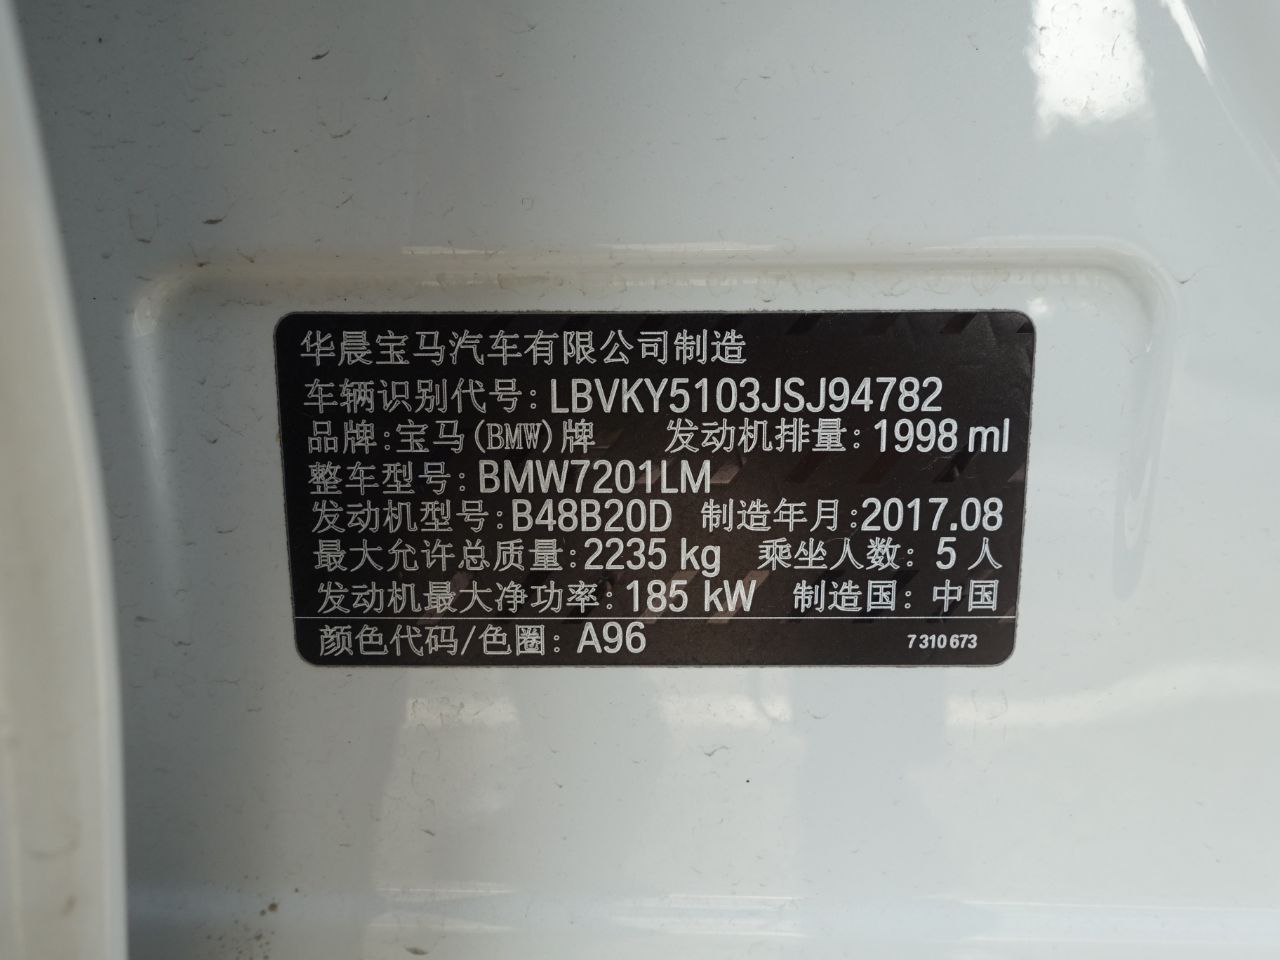 华晨宝马汽车有限公司制造
车辆识别代号: LBVKY5103JSJ94782
品牌:宝马(BMW)牌 发动机排量: 1998 ml
整车型号: BMW7201LM
发动机型号: B48B20D 制造年月:2017.08
最大允许总质量: 2235 kg 乘坐人数: 5 人
发动机最大净功率: 185 kW 制造国: 中国
颜色代码/色圈: A96 7 310 673